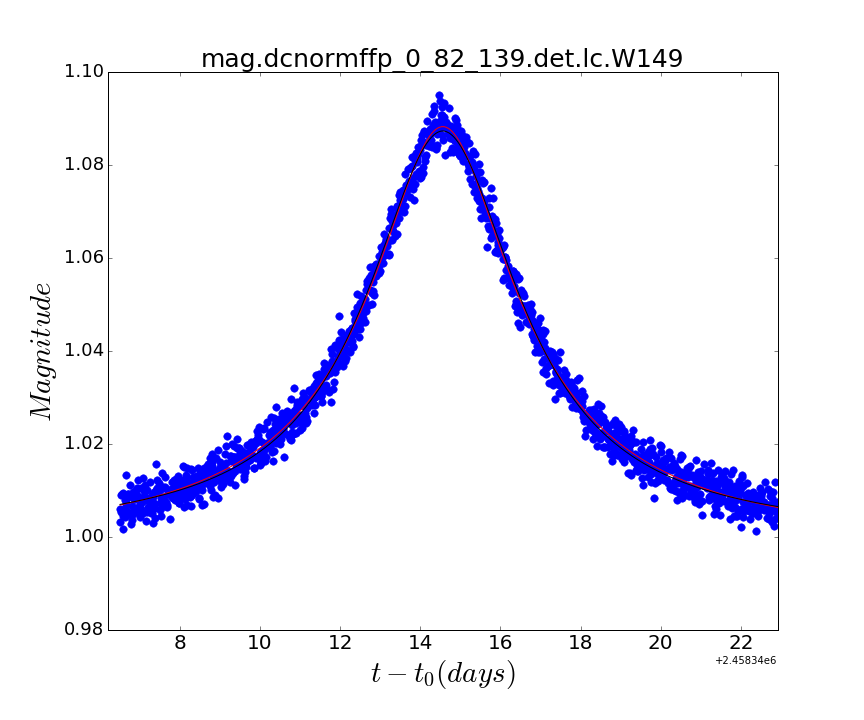 mag.dcnormffp_0_82_139.det.lc.W149
1.10
1.08
1.06
1.04
1.02
1.00
0.98
Magnitude
8 10 12 14 16 18 20 22
+2.45834e6
t − t₀(days)